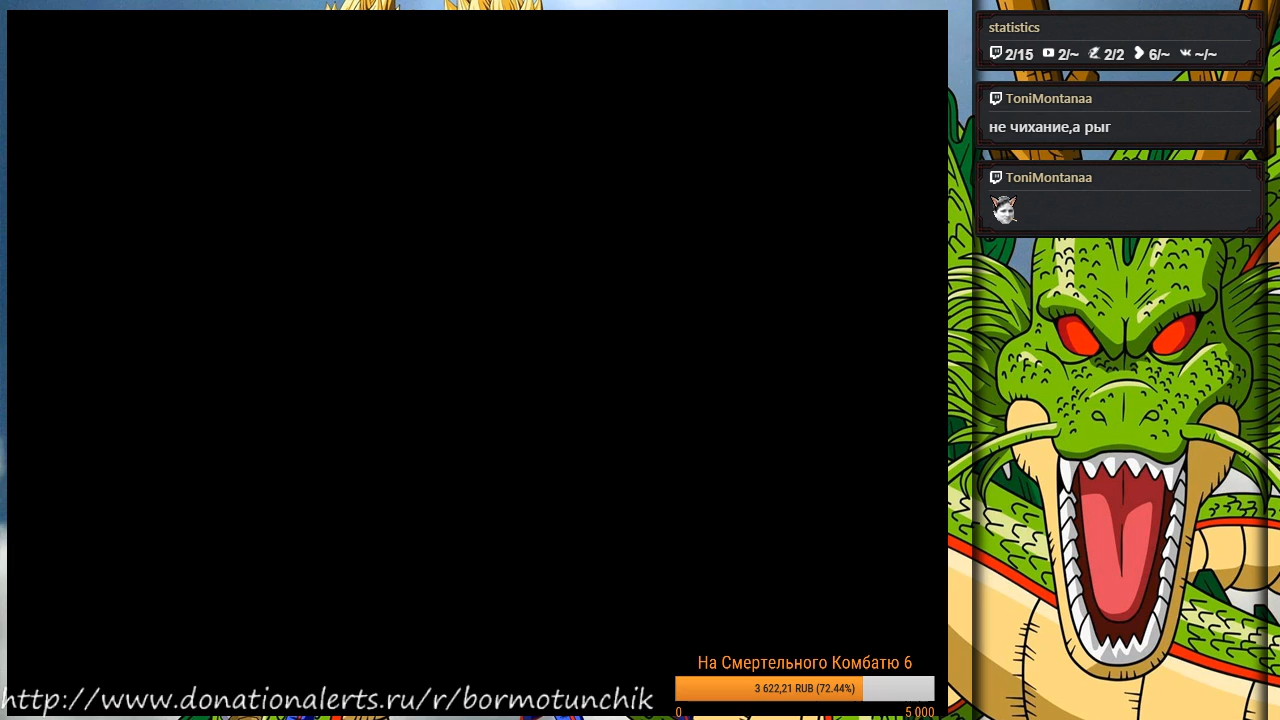 statistics
2/15 2/~ 2/2 6/~ ~/~
ToniMontanaa
не чихание,а рыг
ToniMontanaa
На Смертельного Комбатю 6
3 622,21 RUB (72.44%)
0 5 000
http://www.donationalerts.ru/r/bormotunchik